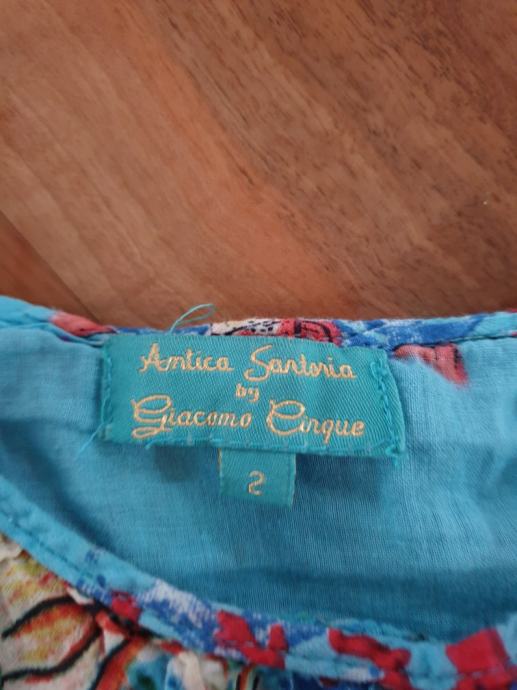 Antica Sartoria
by
Giacomo Cinque
2